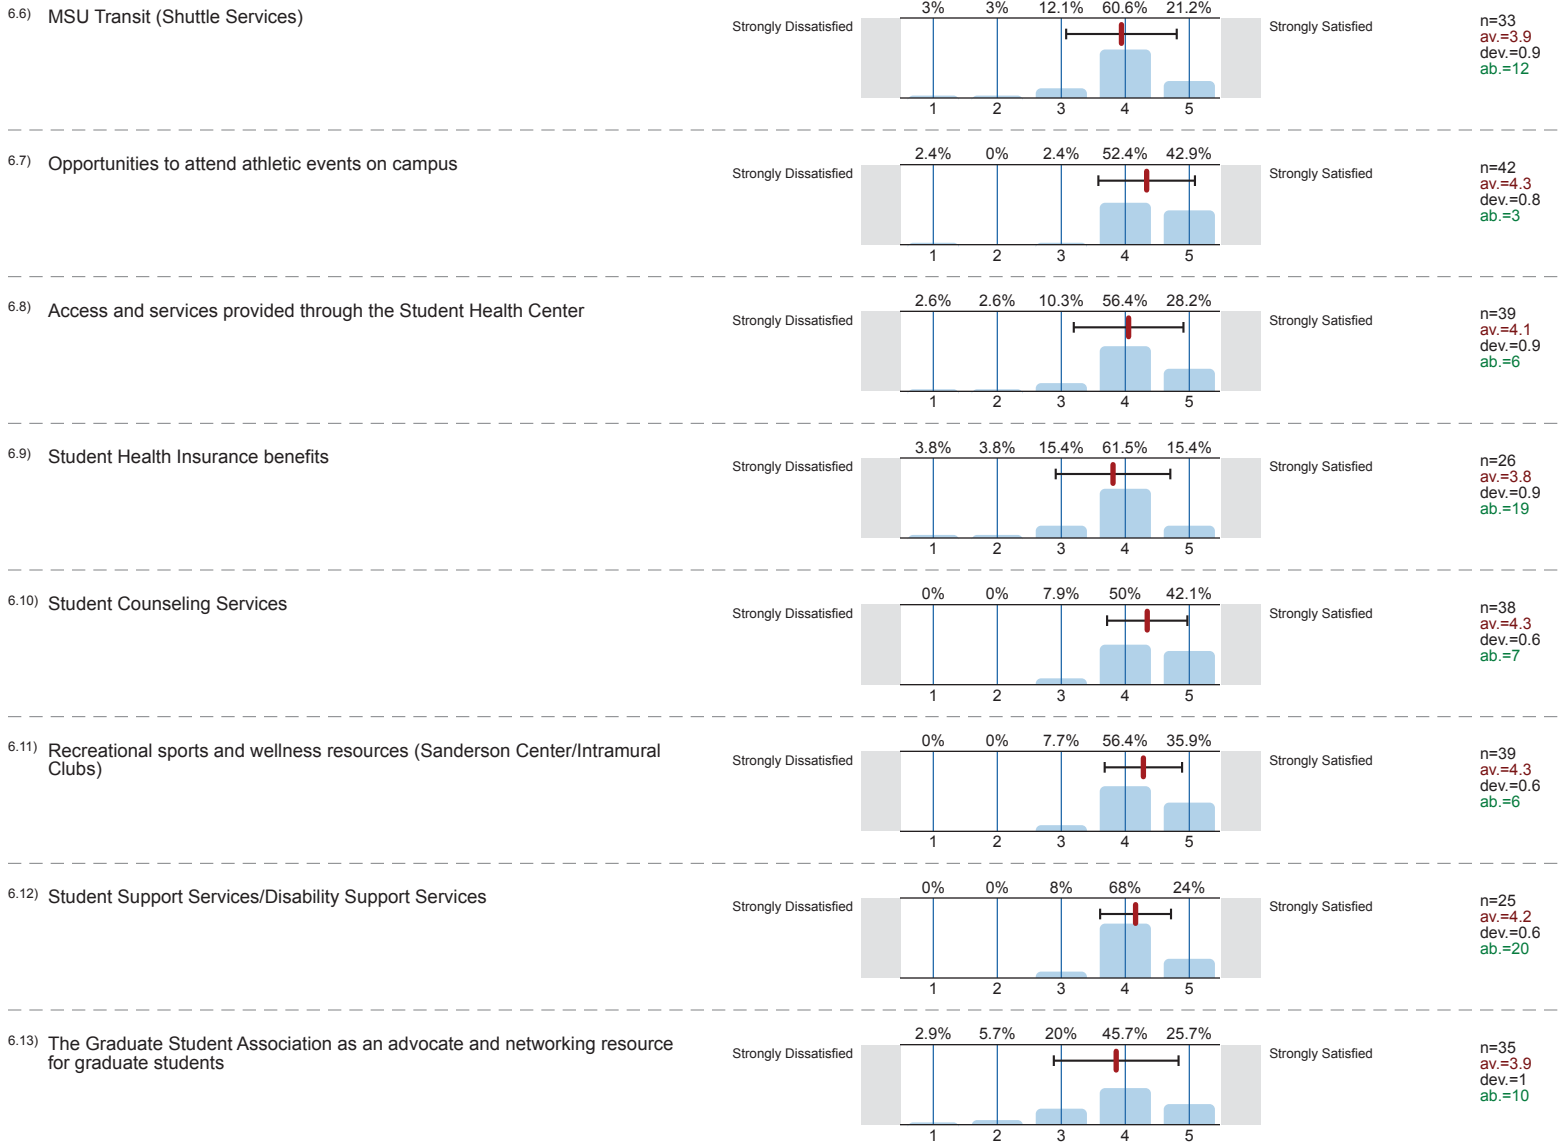 6.6) MSU Transit (Shuttle Services)
3% 3% 12.1% 60.6% 21.2%
Strongly Dissatisfied
Strongly Satisfied
1 2 3 4 5
n=33
av.=3.9
dev.=0.9
ab.=12
6.7) Opportunities to attend athletic events on campus
2.4% 0% 2.4% 52.4% 42.9%
Strongly Dissatisfied
Strongly Satisfied
1 2 3 4 5
n=42
av.=4.3
dev.=0.8
ab.=3
6.8) Access and services provided through the Student Health Center
2.6% 2.6% 10.3% 56.4% 28.2%
Strongly Dissatisfied
Strongly Satisfied
1 2 3 4 5
n=39
av.=4.1
dev.=0.9
ab.=6
6.9) Student Health Insurance benefits
3.8% 3.8% 15.4% 61.5% 15.4%
Strongly Dissatisfied
Strongly Satisfied
1 2 3 4 5
n=26
av.=3.8
dev.=0.9
ab.=19
6.10) Student Counseling Services
0% 0% 7.9% 50% 42.1%
Strongly Dissatisfied
Strongly Satisfied
1 2 3 4 5
n=38
av.=4.3
dev.=0.6
ab.=7
6.11) Recreational sports and wellness resources (Sanderson Center/Intramural
Clubs)
0% 0% 7.7% 56.4% 35.9%
Strongly Dissatisfied
Strongly Satisfied
1 2 3 4 5
n=39
av.=4.3
dev.=0.6
ab.=6
6.12) Student Support Services/Disability Support Services
0% 0% 8% 68% 24%
Strongly Dissatisfied
Strongly Satisfied
1 2 3 4 5
n=25
av.=4.2
dev.=0.6
ab.=20
6.13) The Graduate Student Association as an advocate and networking resource
for graduate students
2.9% 5.7% 20% 45.7% 25.7%
Strongly Dissatisfied
Strongly Satisfied
1 2 3 4 5
n=35
av.=3.9
dev.=1
ab.=10